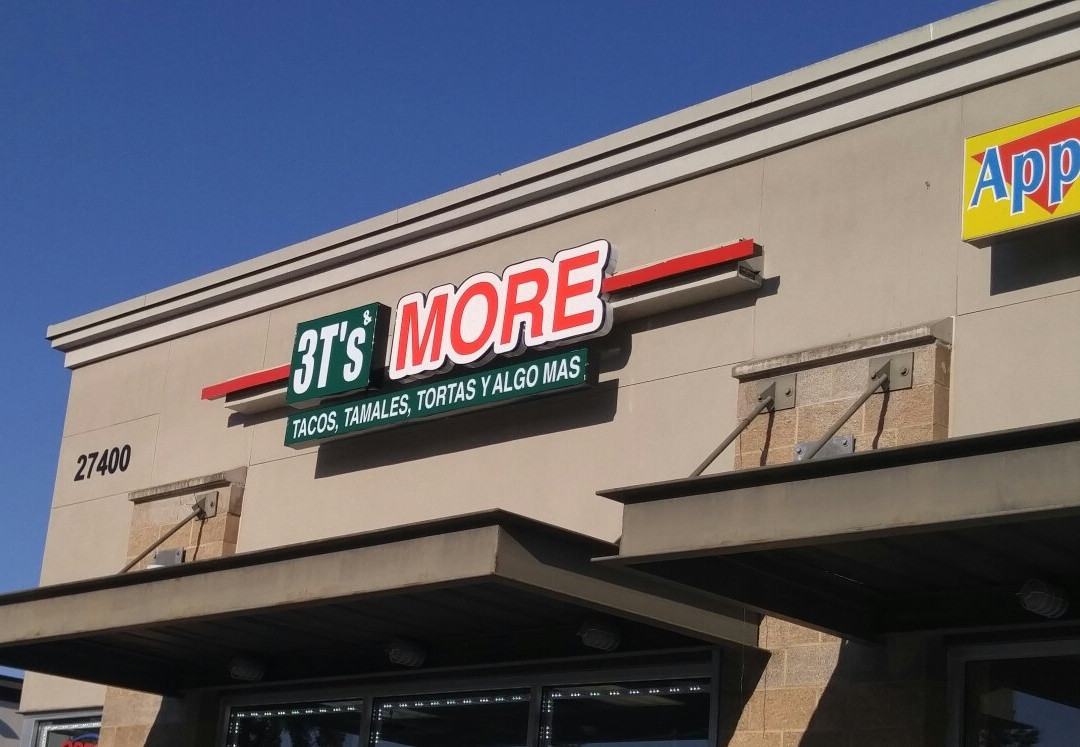 3T's & MORE
TACOS, TAMALES, TORTAS Y ALGO MAS
27400
App